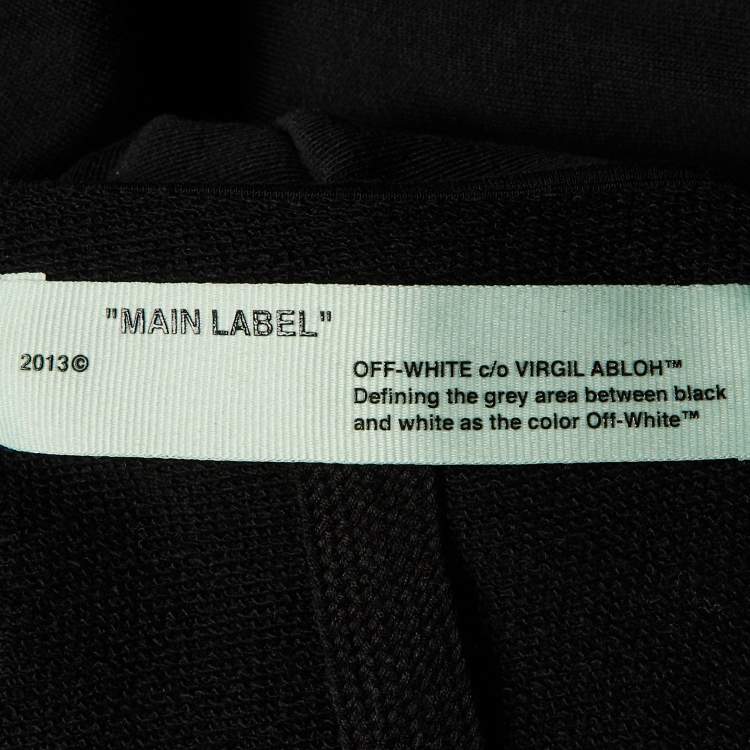 "MAIN LABEL"
2013©
OFF-WHITE c/o VIRGIL ABLOH™
Defining the grey area between black
and white as the color Off-White™